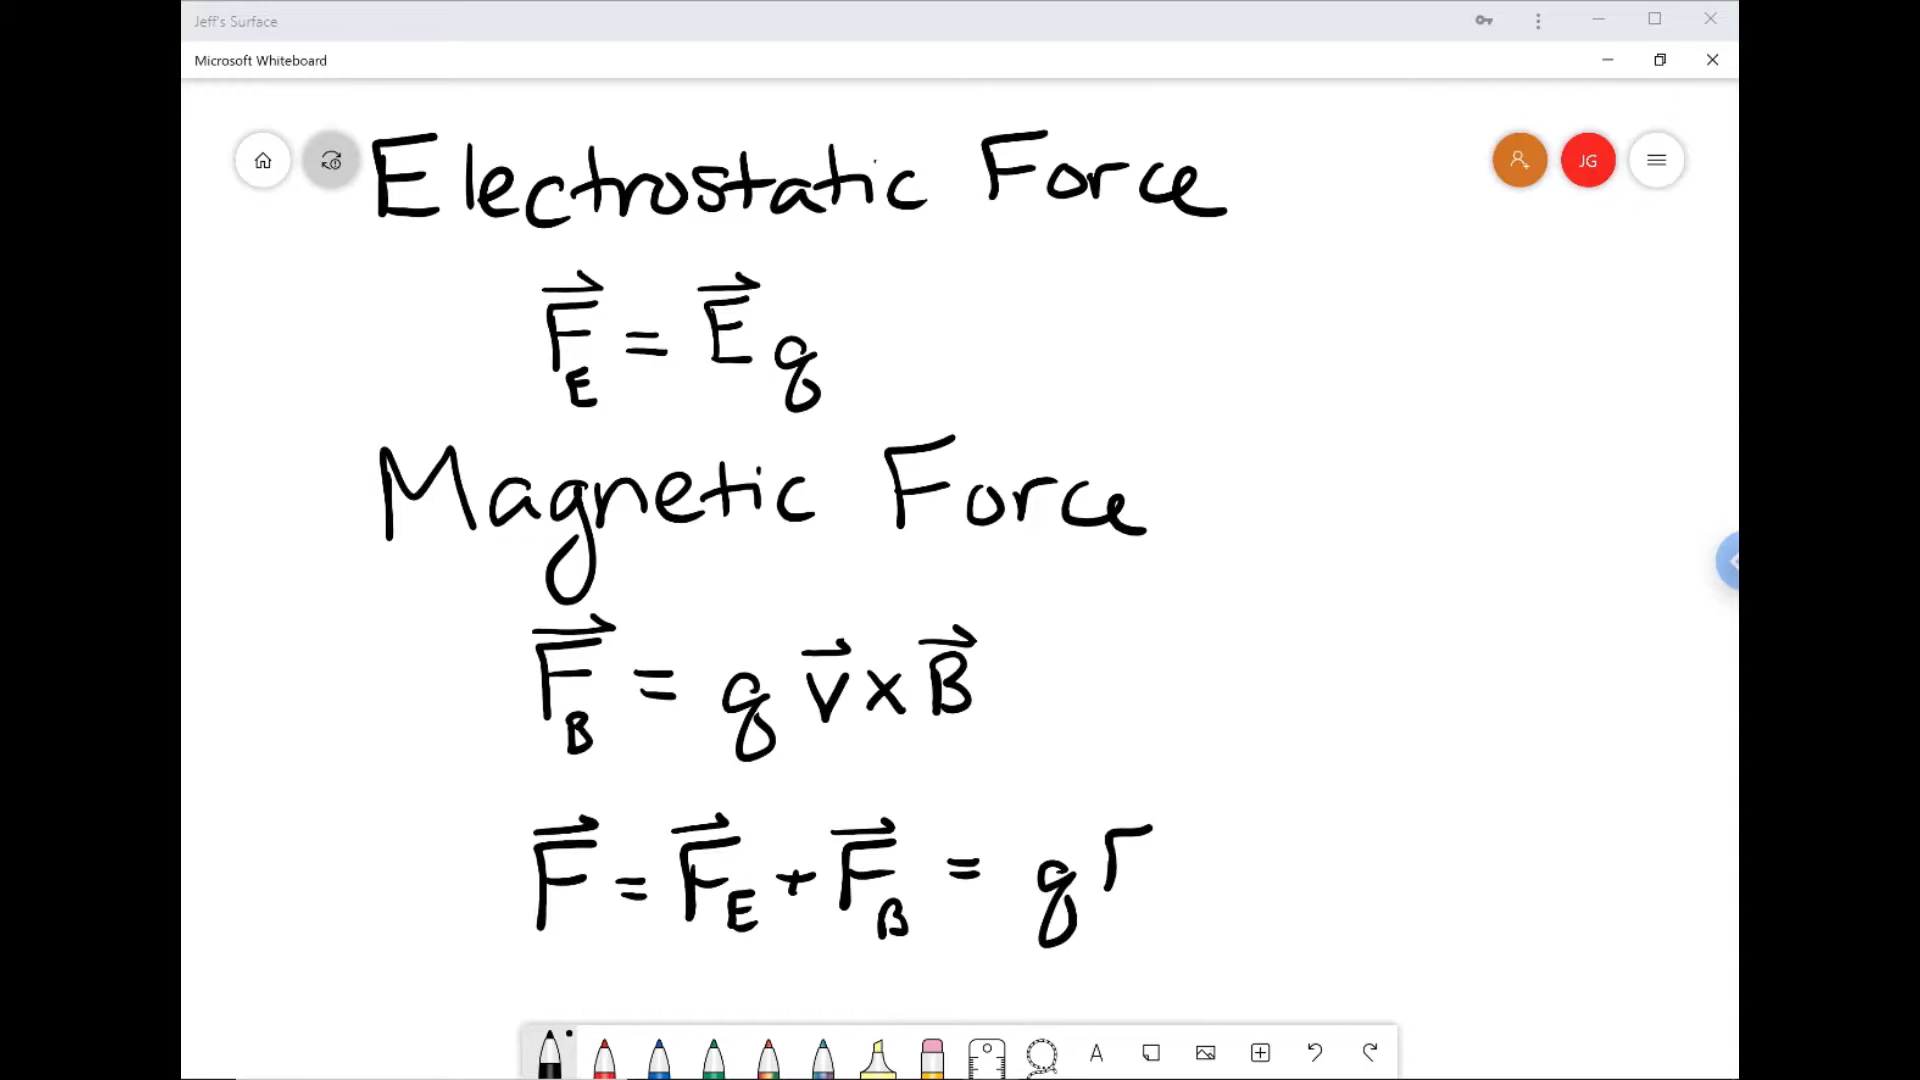 Jeff's Surface
Microsoft Whiteboard
JG
Electrostatic Force
F⃗_E = E⃗ q
Magnetic Force
F⃗_B = q v⃗ x B⃗
F⃗ = F⃗_E + F⃗_B = q
A